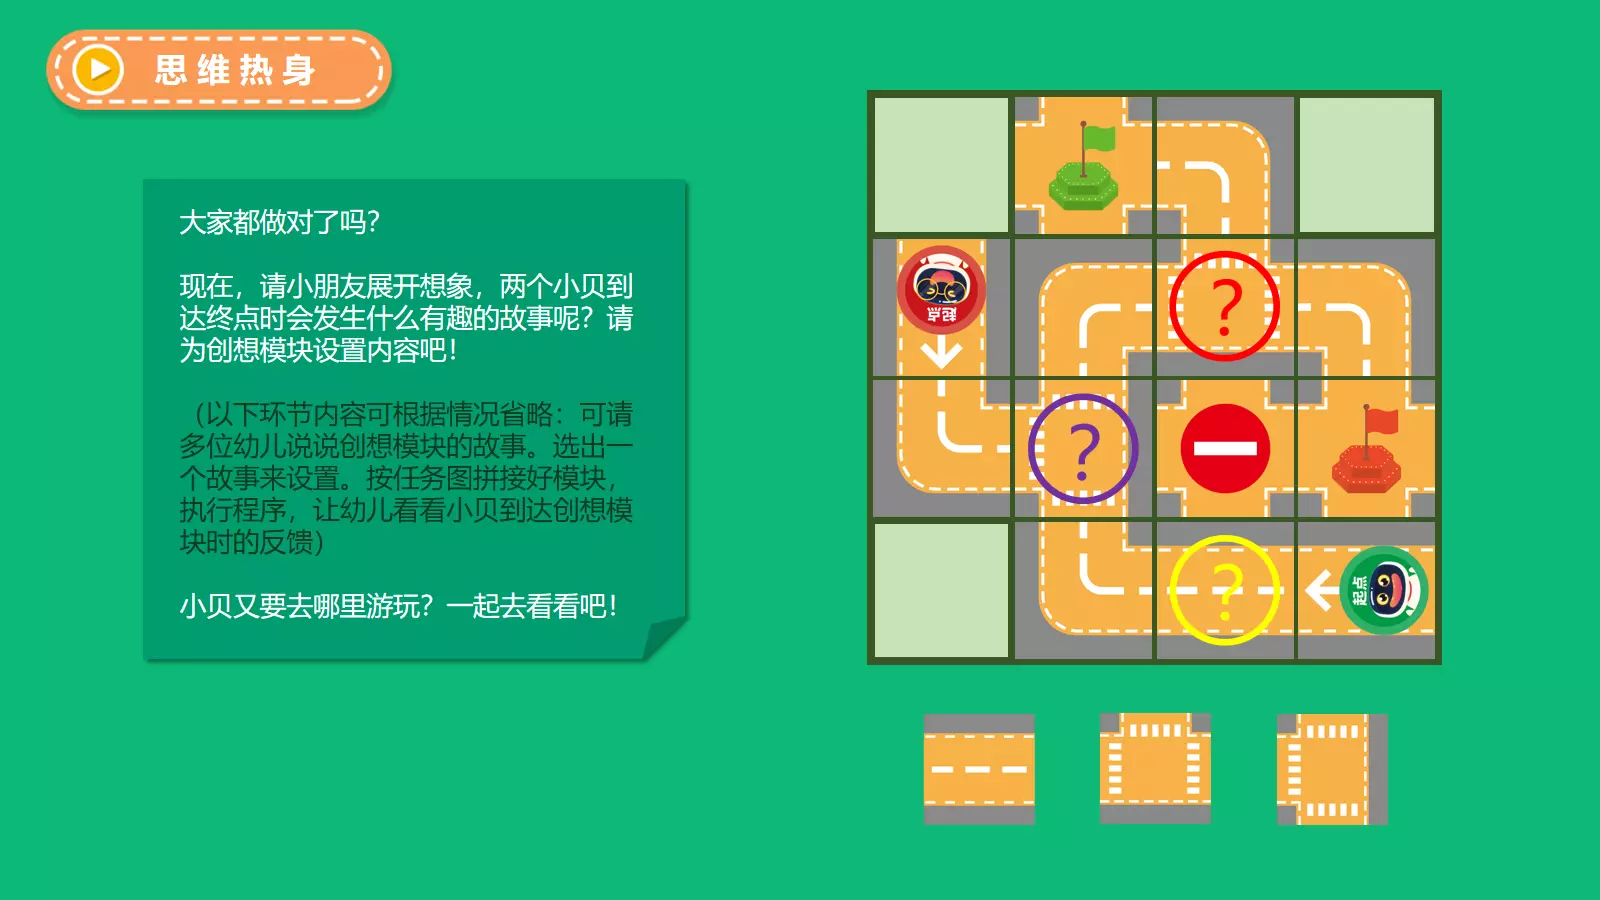 思维热身
大家都做对了吗？
现在，请小朋友展开想象，两个小贝到
达终点时会发生什么有趣的故事呢？请
为创想模块设置内容吧！
（以下环节内容可根据情况省略：可请
多位幼儿说说创想模块的故事。选出一
个故事来设置。按任务图拼接好模块，
执行程序，让幼儿看看小贝到达创想模
块时的反馈）
小贝又要去哪里游玩？一起去看看吧！
起点
?
?
?
起点